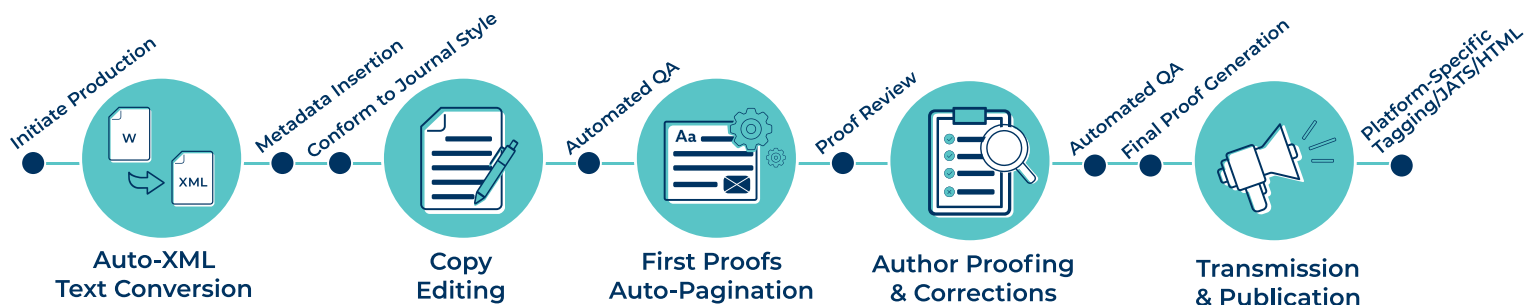 Initiate Production
W
XML
Auto-XML
Text Conversion
Metadata Insertion
Conform to Journal Style
Copy
Editing
Automated QA
Aa
First Proofs
Auto-Pagination
Proof Review
Author Proofing
& Corrections
Automated QA
Final Proof Generation
Transmission
& Publication
Platform-Specific
Tagging/JATS/HTML